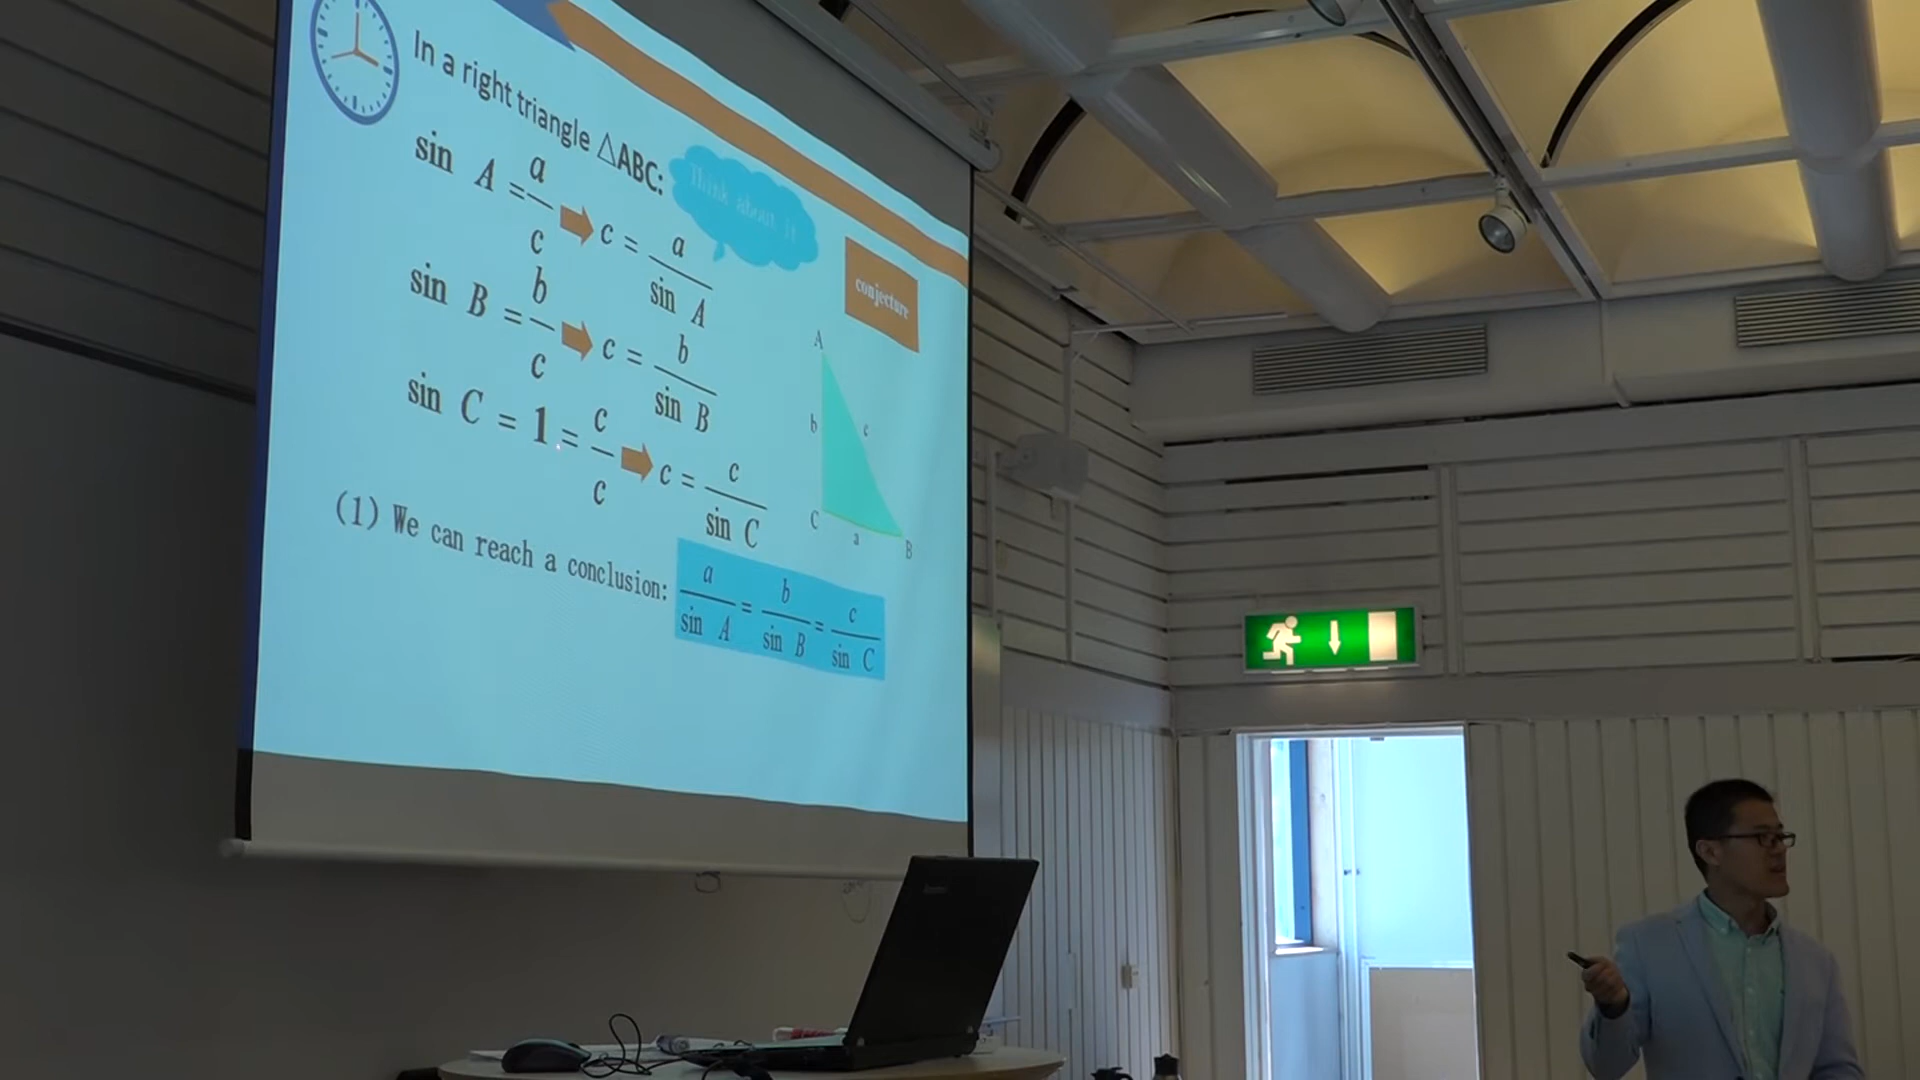 In a right triangle △ABC:
Think about it
sin A = a/c ➡ c = a/sin A
conjecture
sin B = b/c ➡ c = b/sin B
sin C = 1 = c/c ➡ c = c/sin C
A
b c
C a B
(1) We can reach a conclusion: a/sin A = b/sin B = c/sin C